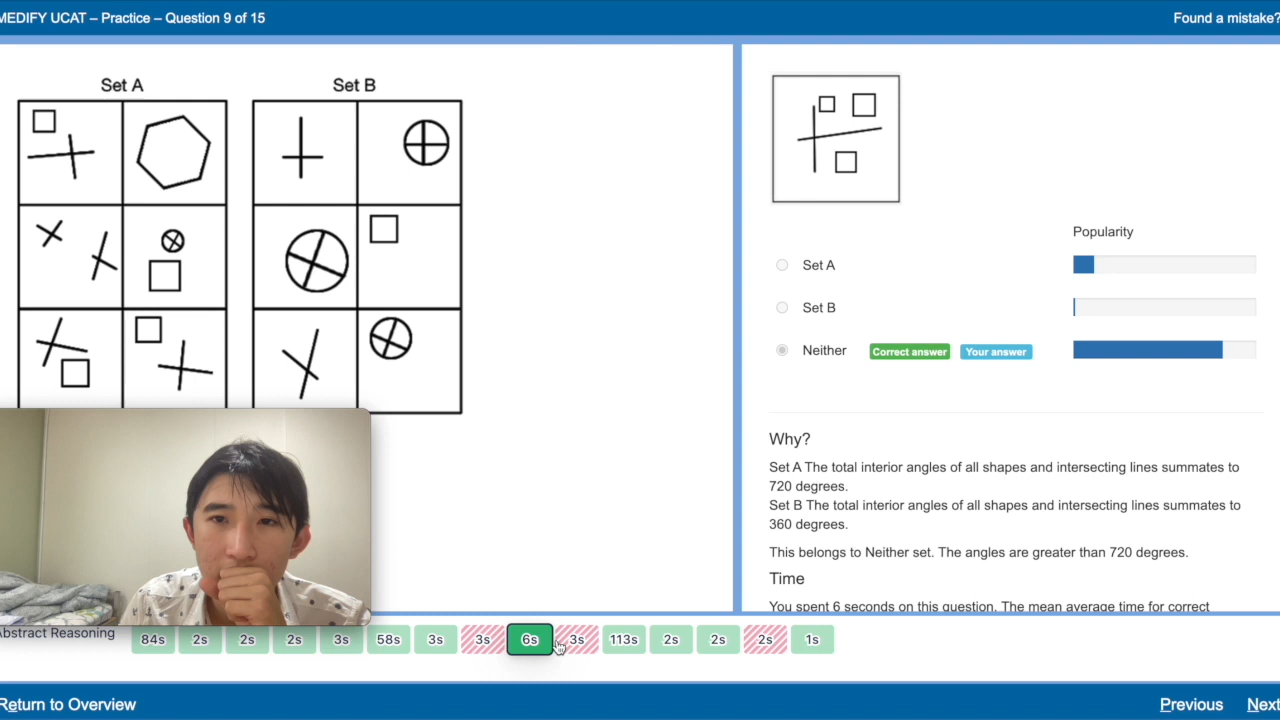 MEDIFY UCAT – Practice – Question 9 of 15
Found a mistake?
Set A
Set B
Popularity
Set A
Set B
Neither
Correct answer
Your answer
Why?
Set A The total interior angles of all shapes and intersecting lines summates to
720 degrees.
Set B The total interior angles of all shapes and intersecting lines summates to
360 degrees.
This belongs to Neither set. The angles are greater than 720 degrees.
Time
You spent 6 seconds on this question. The mean average time for correct
Abstract Reasoning
84s 2s 2s 2s 3s 58s 3s 3s 6s 3s 113s 2s 2s 2s 1s
Return to Overview
Previous
Next